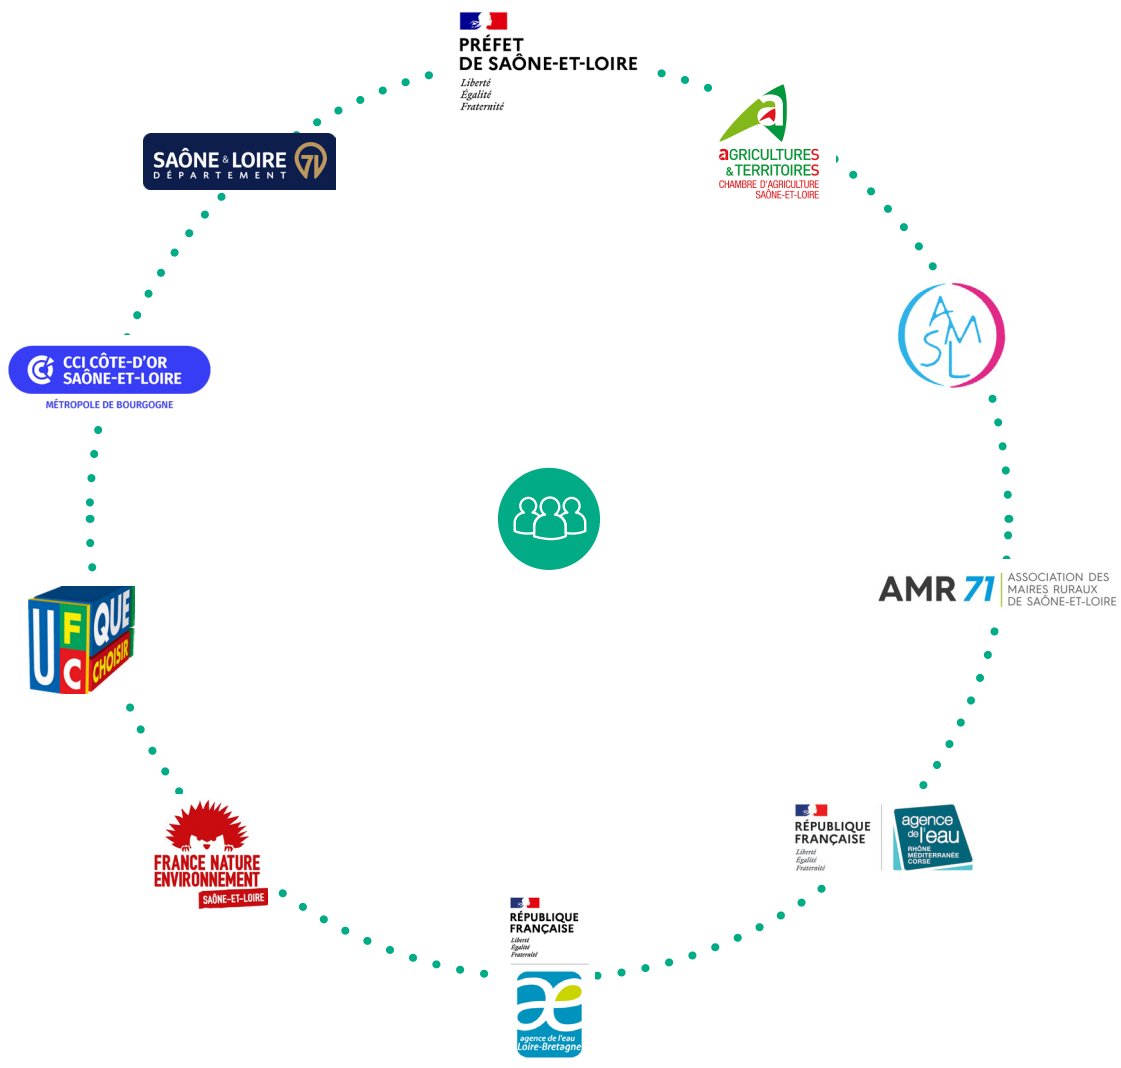 PRÉFET
DE SAÔNE-ET-LOIRE
Liberté
Égalité
Fraternité
aGRICULTURES
& TERRITOIRES
CHAMBRE D'AGRICULTURE
SAÔNE-ET-LOIRE
SAÔNE & LOIRE 71
DÉPARTEMENT
AMSL
CCI CÔTE-D'OR
SAÔNE-ET-LOIRE
MÉTROPOLE DE BOURGOGNE
AMR 71
ASSOCIATION DES
MAIRES RURAUX
DE SAÔNE-ET-LOIRE
UFC QUE
CHOISIR
RÉPUBLIQUE
FRANÇAISE
Liberté
Égalité
Fraternité
agence
de l'eau
RHÔNE
MÉDITERRANÉE
CORSE
FRANCE NATURE
ENVIRONNEMENT
SAÔNE-ET-LOIRE
RÉPUBLIQUE
FRANÇAISE
Liberté
Égalité
Fraternité
agence de l'eau
Loire-Bretagne